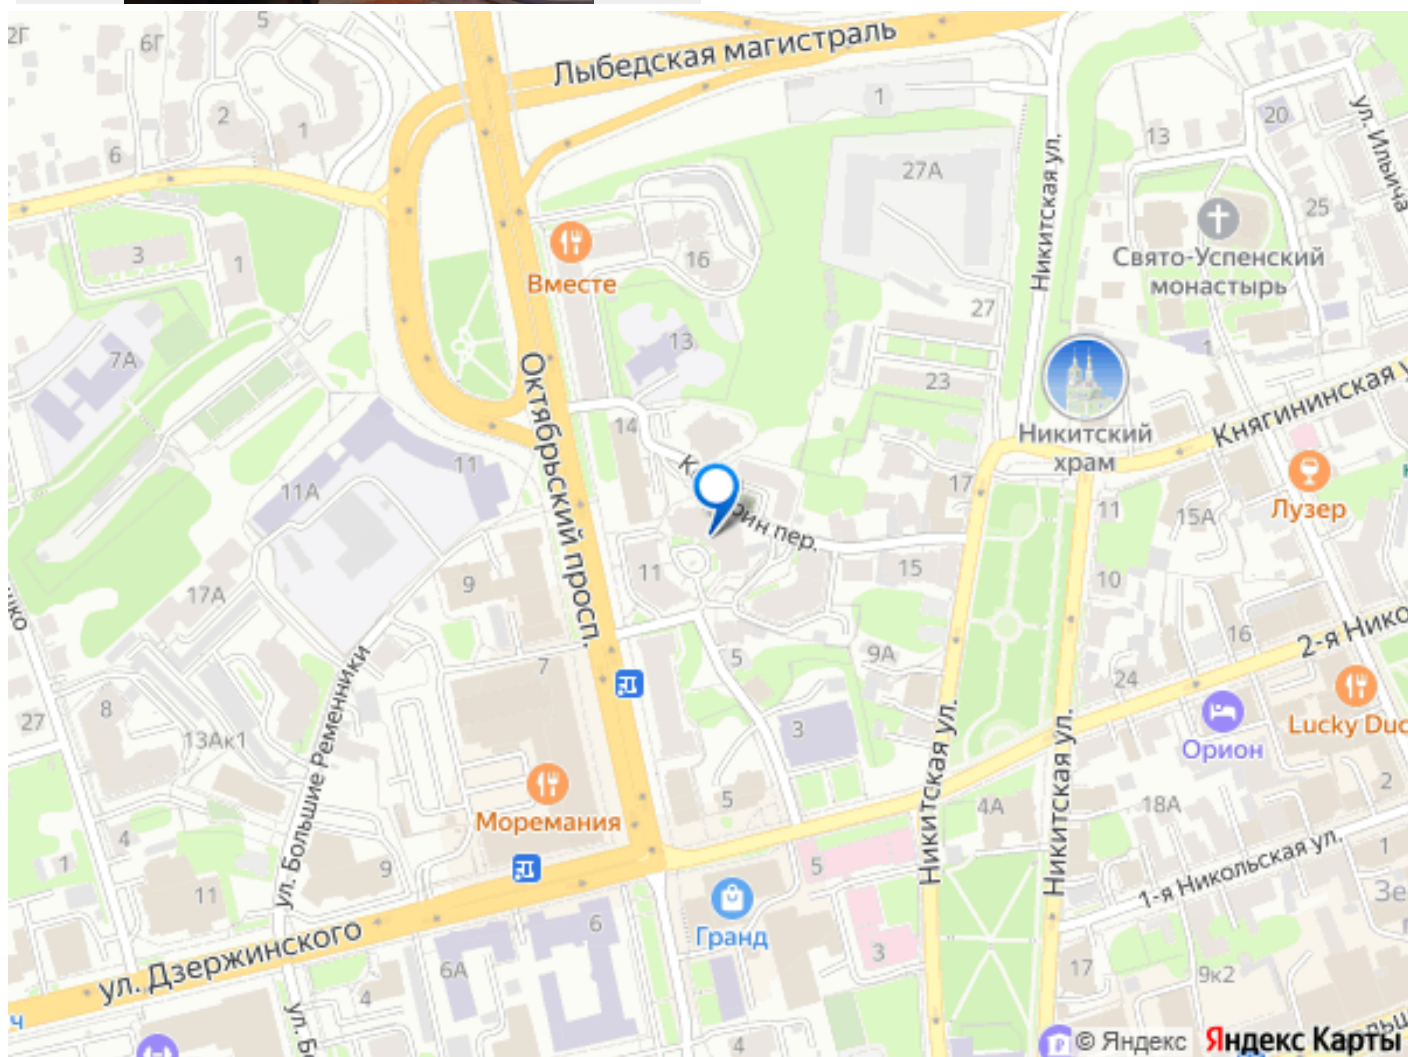 2Г
6Г
5
Лыбедская магистраль
1
2
1
6
13
20
ул. Ильича
27А
Никитская ул.
25
3
1
Вместе
16
Свято-Успенский
монастырь
27
7А
13
1
Октябрьский просп.
23
Княгининская у
Никитский
храм
14
11
11А
17
Лузер
11
15А
ин пер.
11
15
10
9
17А
16
2-я Нико
7
5
9А
24
27
8
13Ак1
ул. Большие Ременники
3
Никитская ул.
Никитская ул.
Орион
Lucky Duc
Моремания
5
4А
18А
2
4
1
9
5
1-я Никольская ул.
1
11
Гранд
6
3
Зе
ул. Дзержинского
6А
4
17
9к2
ч
ул. Б
4
© Яндекс
Яндекс Карты